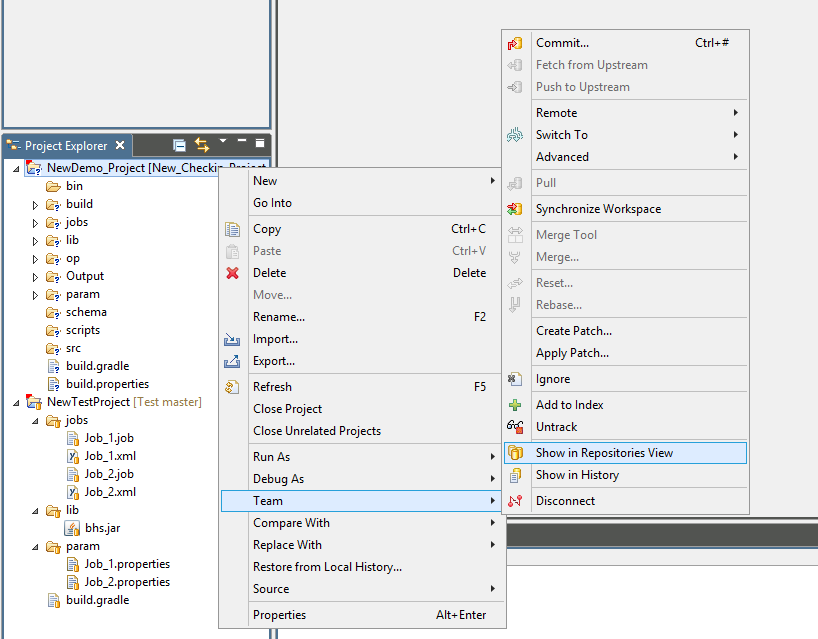 Project Explorer
NewDemo_Project [New_Checkin_Project
bin
build
jobs
lib
op
Output
param
schema
scripts
src
build.gradle
build.properties
NewTestProject [Test master]
jobs
Job_1.job
Job_1.xml
Job_2.job
Job_2.xml
lib
bhs.jar
param
Job_1.properties
Job_2.properties
build.gradle
New
Go Into
Copy Ctrl+C
Paste Ctrl+V
Delete Delete
Move...
Rename... F2
Import...
Export...
Refresh F5
Close Project
Close Unrelated Projects
Run As
Debug As
Team
Compare With
Replace With
Restore from Local History...
Source
Properties Alt+Enter
Commit... Ctrl+#
Fetch from Upstream
Push to Upstream
Remote
Switch To
Advanced
Pull
Synchronize Workspace
Merge Tool
Merge...
Reset...
Rebase...
Create Patch...
Apply Patch...
Ignore
Add to Index
Untrack
Show in Repositories View
Show in History
Disconnect